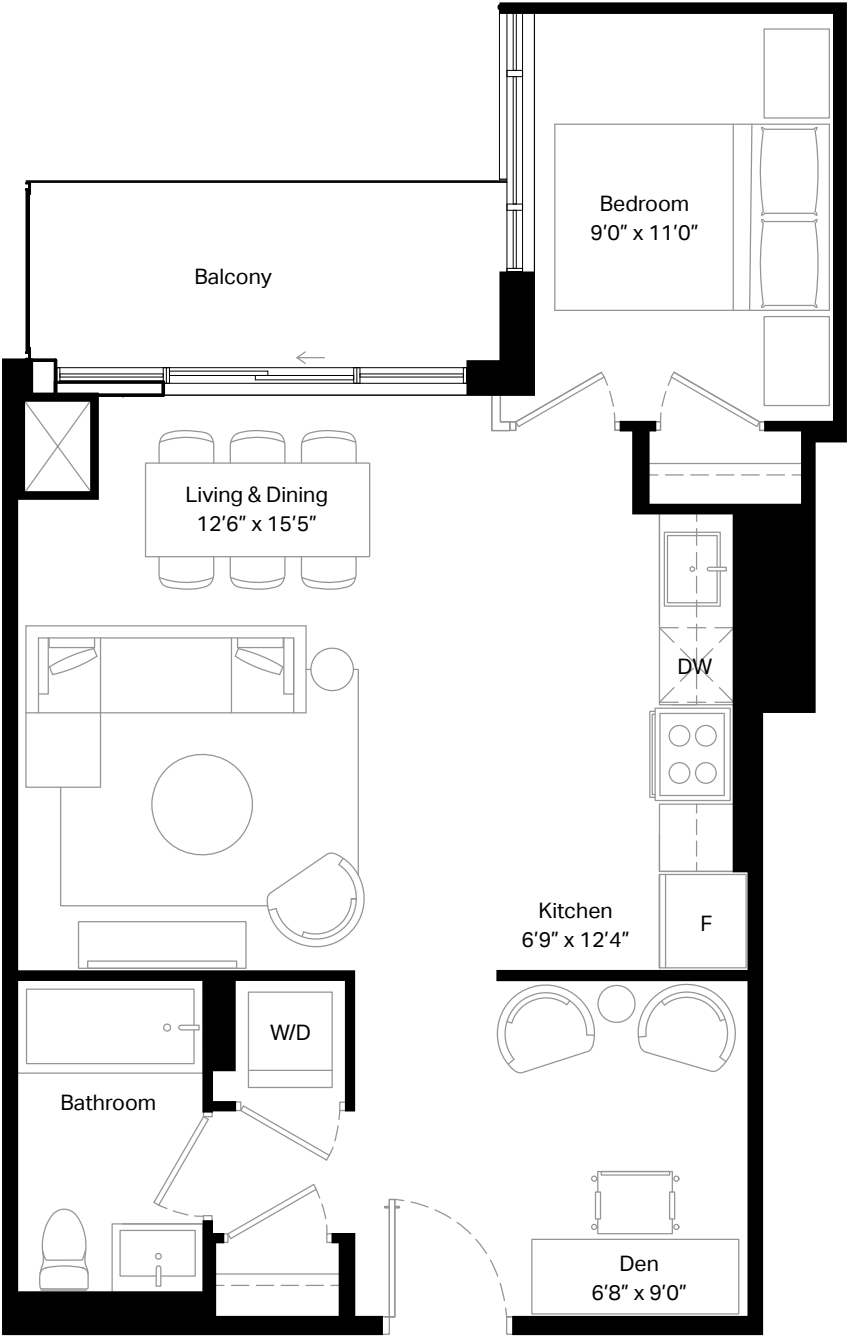 Bedroom
9′0″ x 11′0″
Balcony
Living & Dining
12′6″ x 15′5″
DW
Kitchen
6′9″ x 12′4″
F
W/D
Bathroom
Den
6′8″ x 9′0″